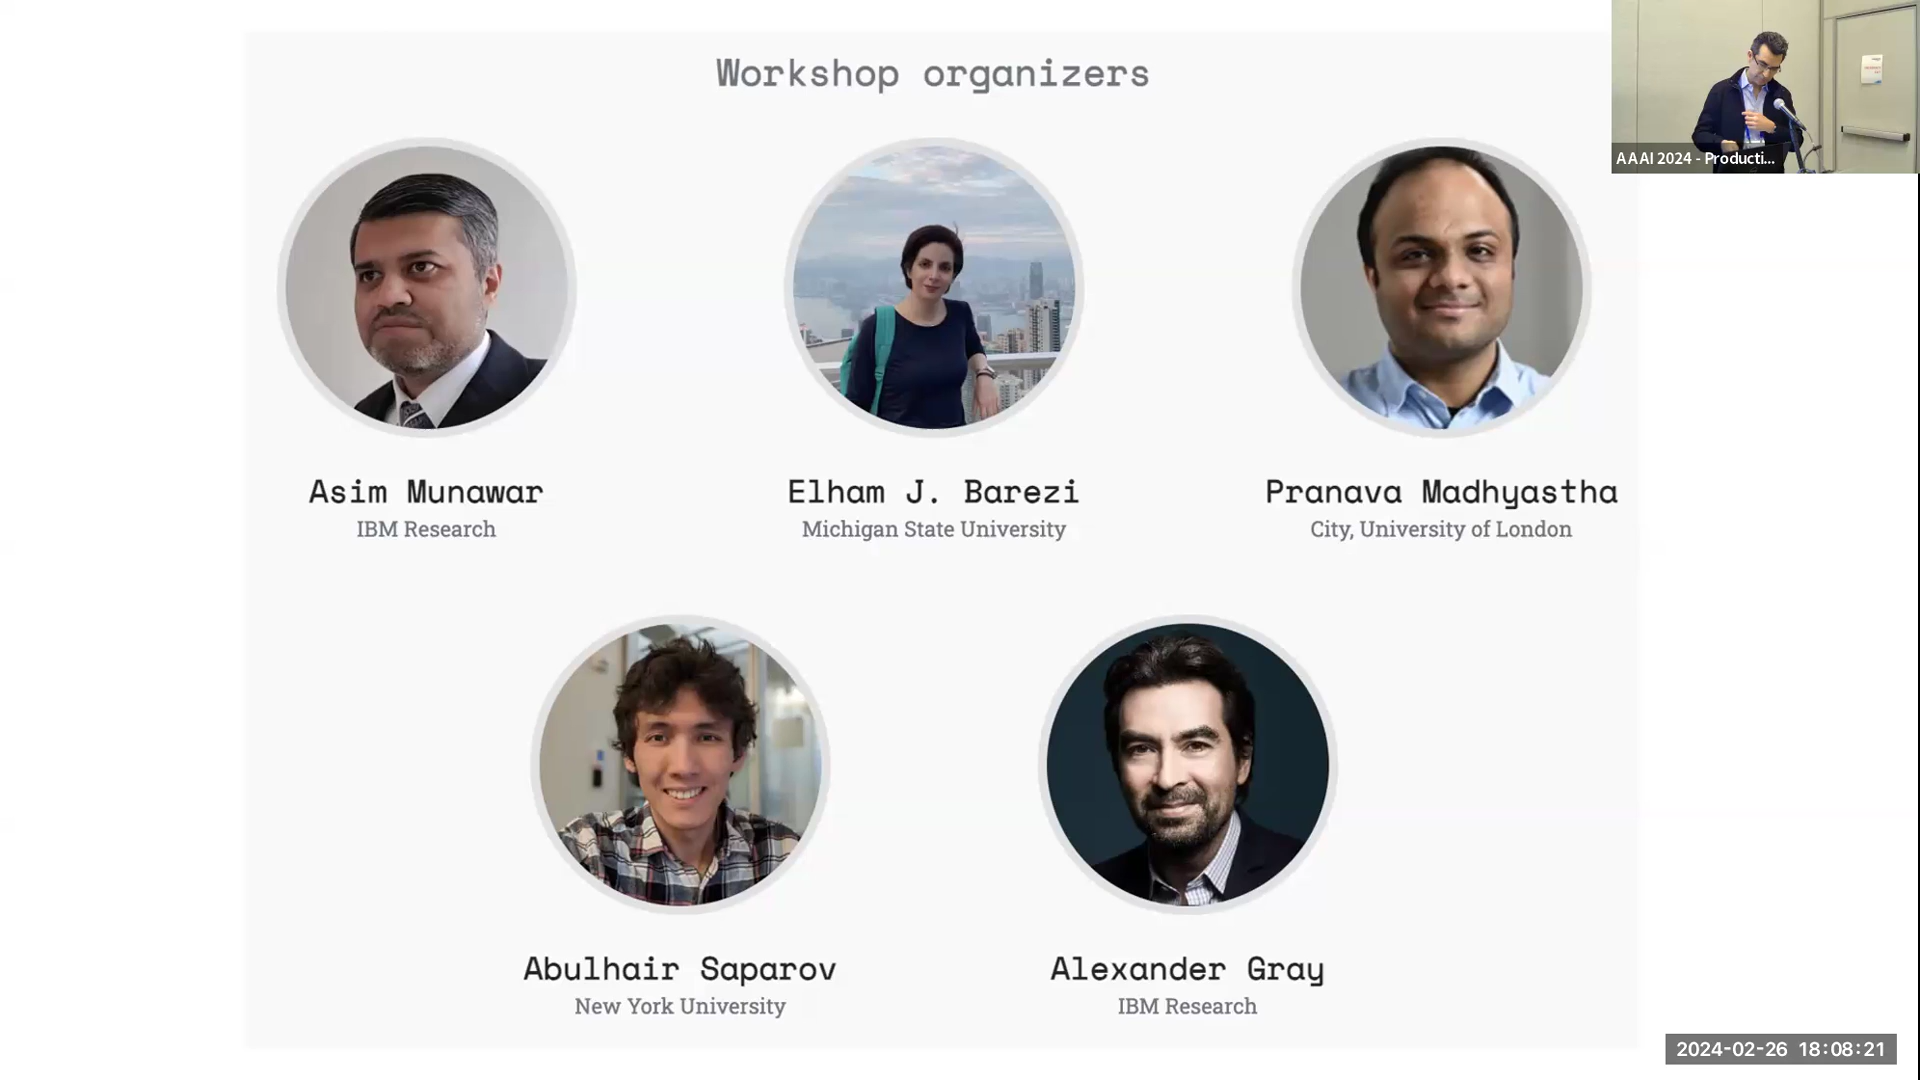 Workshop organizers
AAAI 2024 - Producti...
Asim Munawar
IBM Research
Elham J. Barezi
Michigan State University
Pranava Madhyastha
City, University of London
Abulhair Saparov
New York University
Alexander Gray
IBM Research
2024-02-26 18:08:21